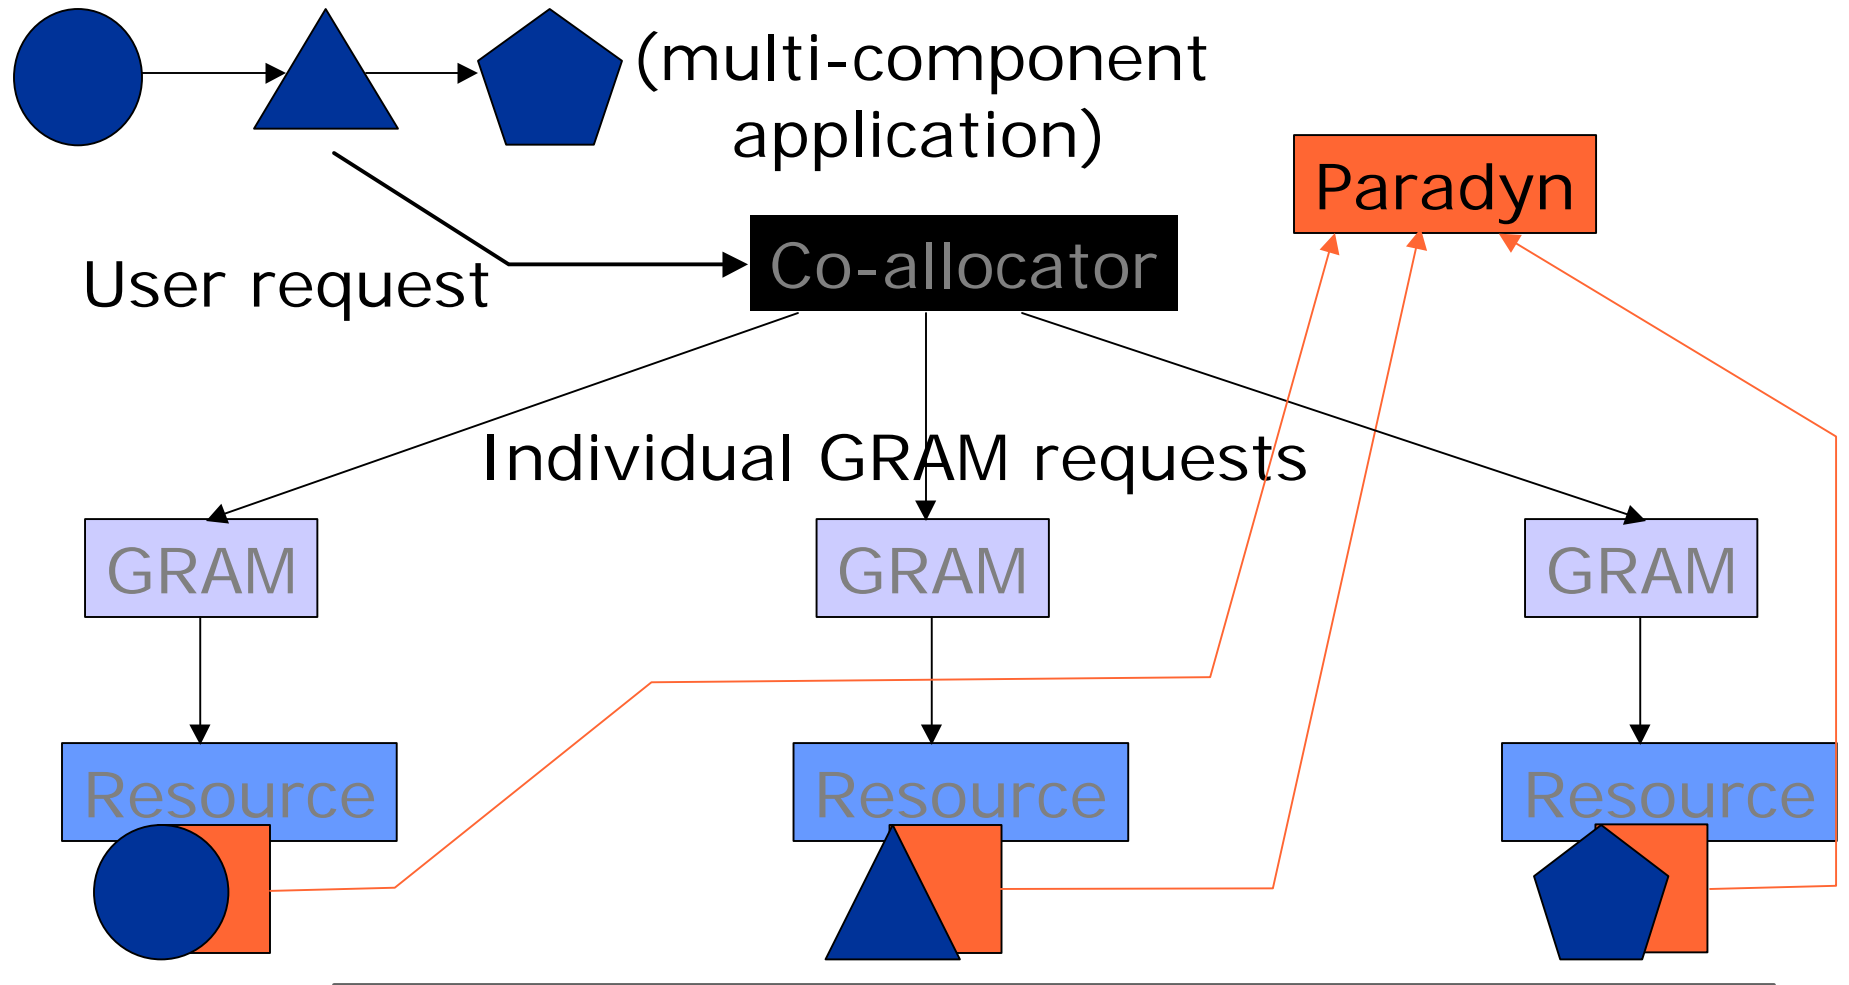 (multi-component
application)
Paradyn
Co-allocator
User request
Individual GRAM requests
GRAM
GRAM
GRAM
Resource
Resource
Resource